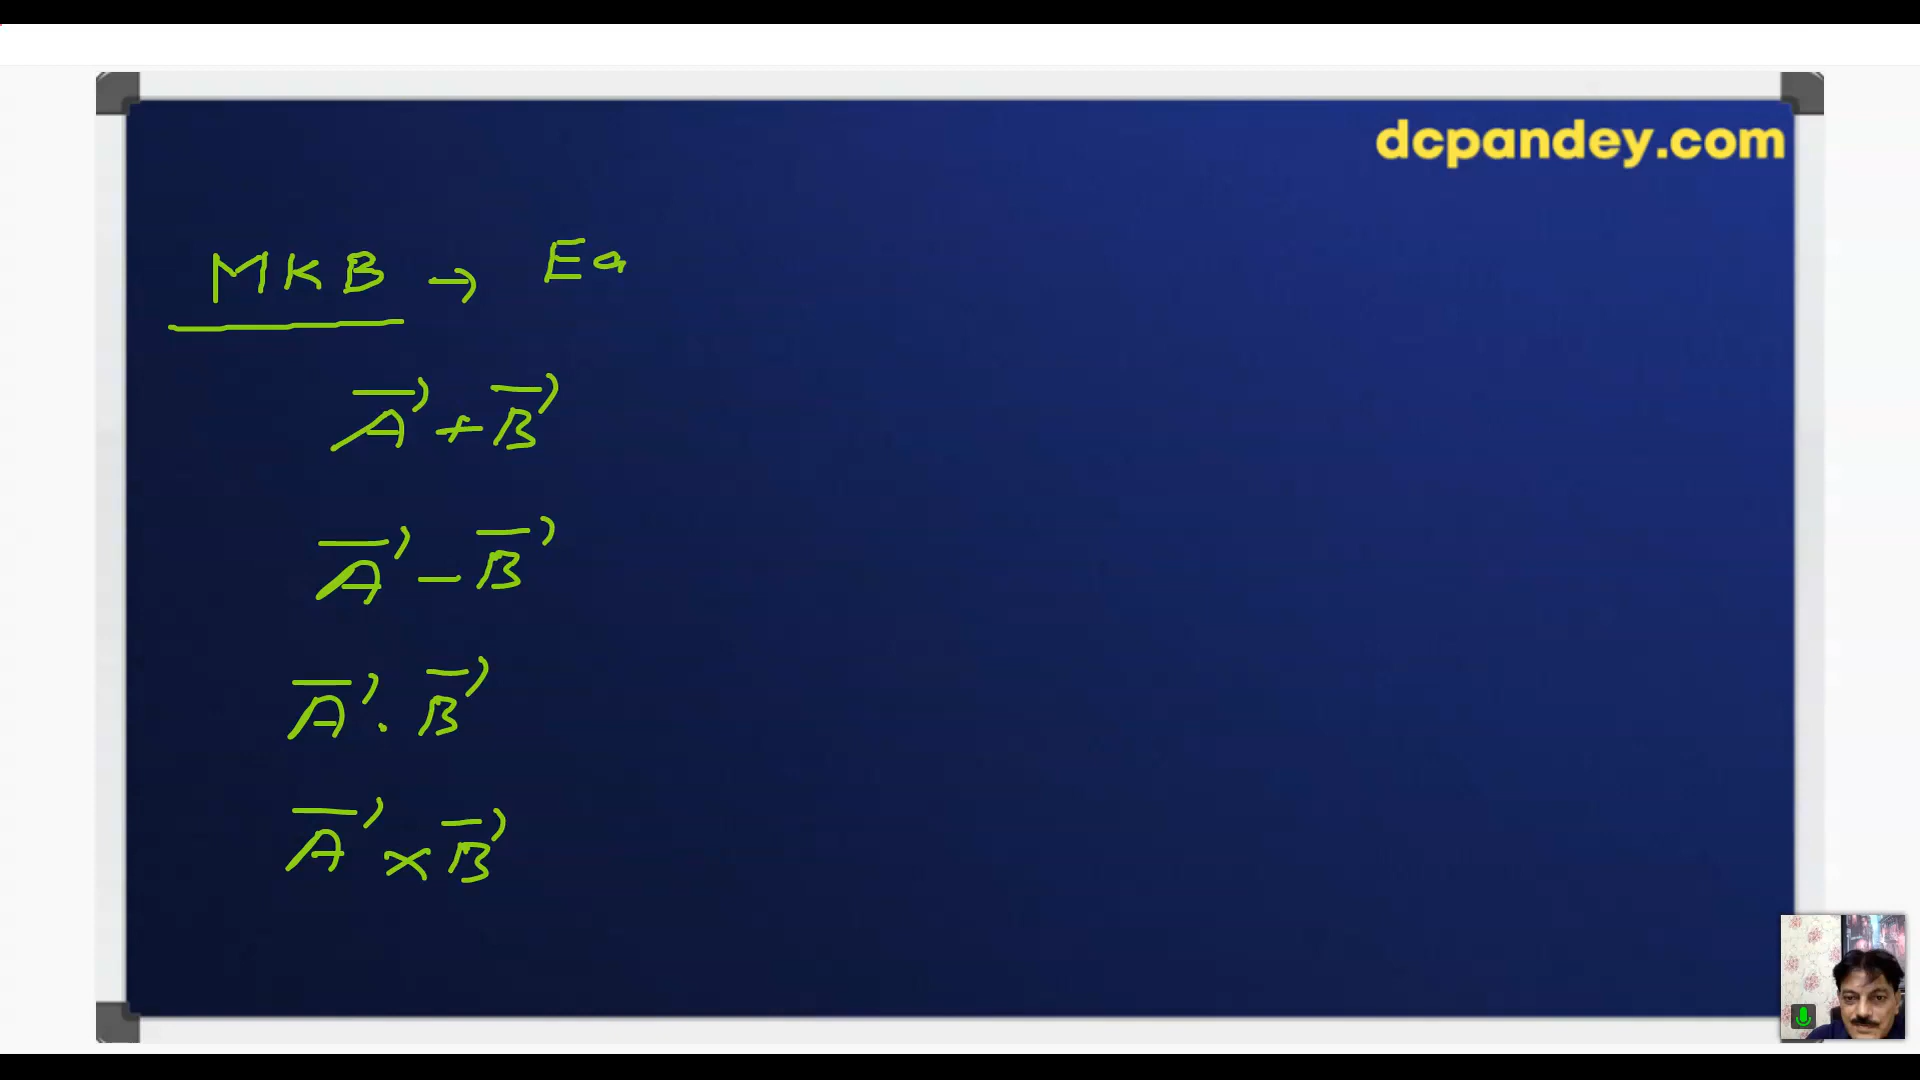 dcpandey.com
MKB → Ea
A⃗ + B⃗
A⃗ - B⃗
A⃗ . B⃗
A⃗ × B⃗